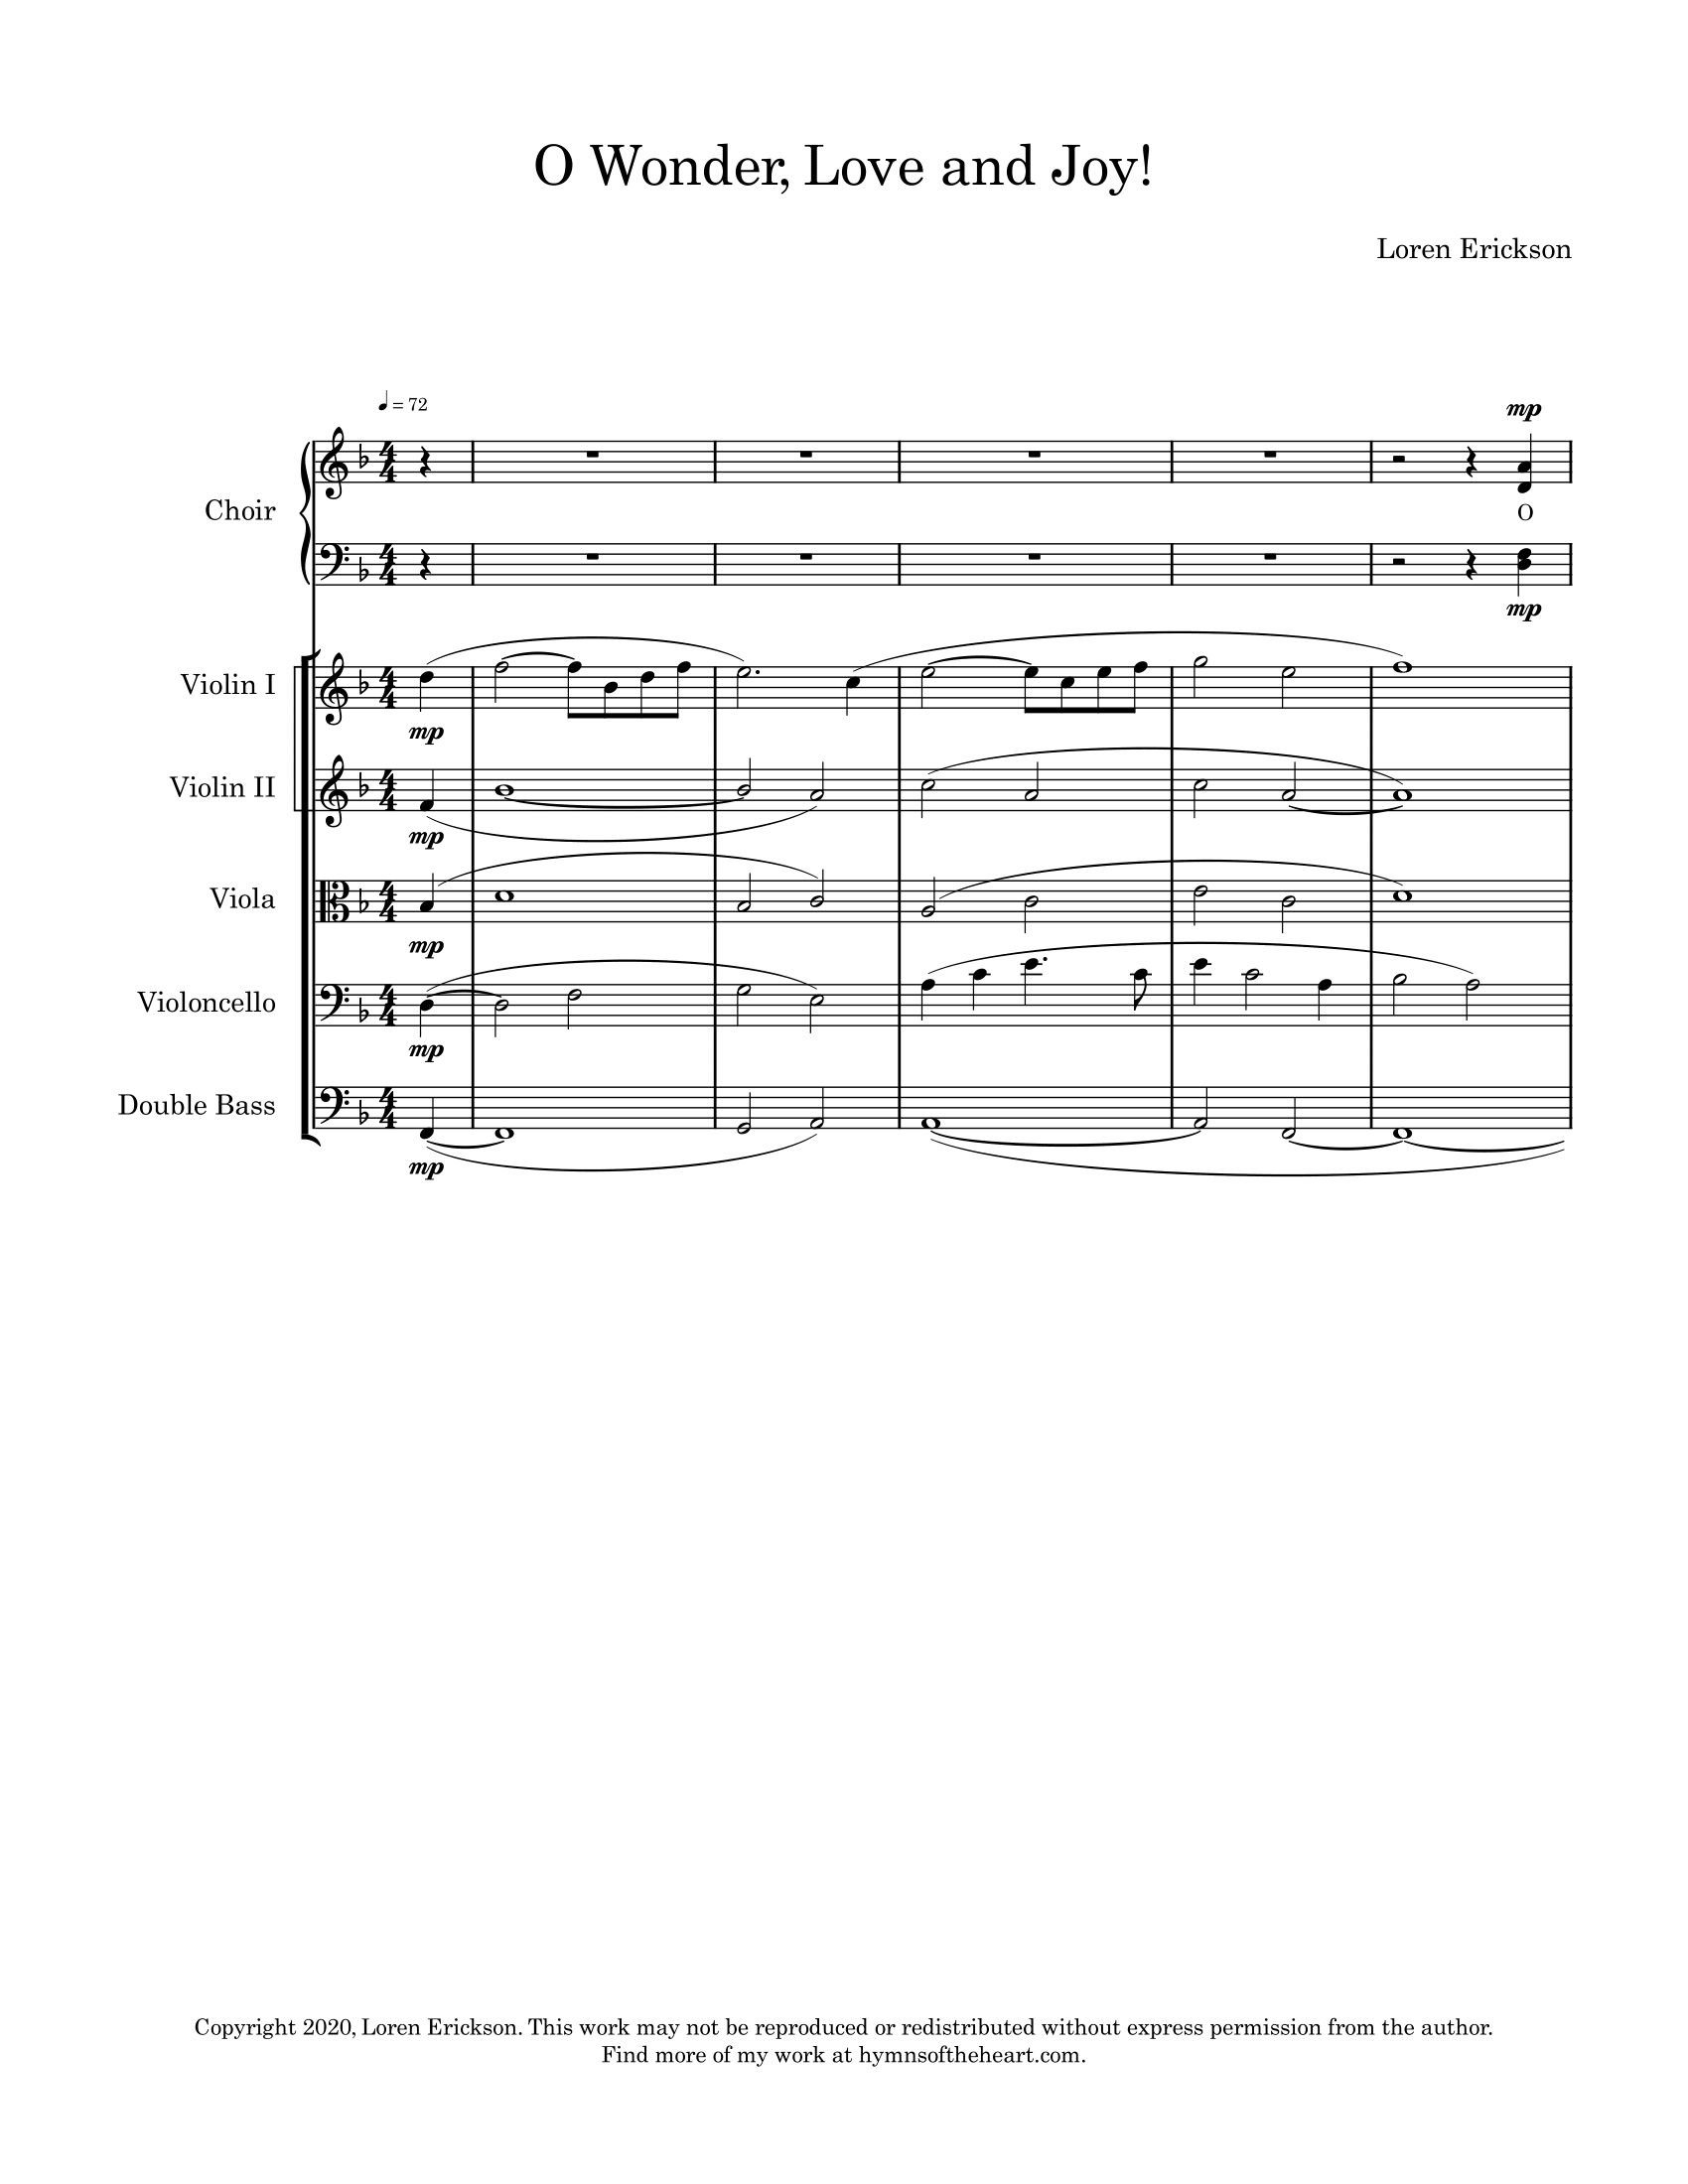 O Wonder, Love and Joy!
Loren Erickson
♩ = 72
mp
Choir
O
mp
Violin I
mp
Violin II
mp
Viola
mp
Violoncello
mp
Double Bass
mp
Copyright 2020, Loren Erickson. This work may not be reproduced or redistributed without express permission from the author.
Find more of my work at hymnsoftheheart.com.